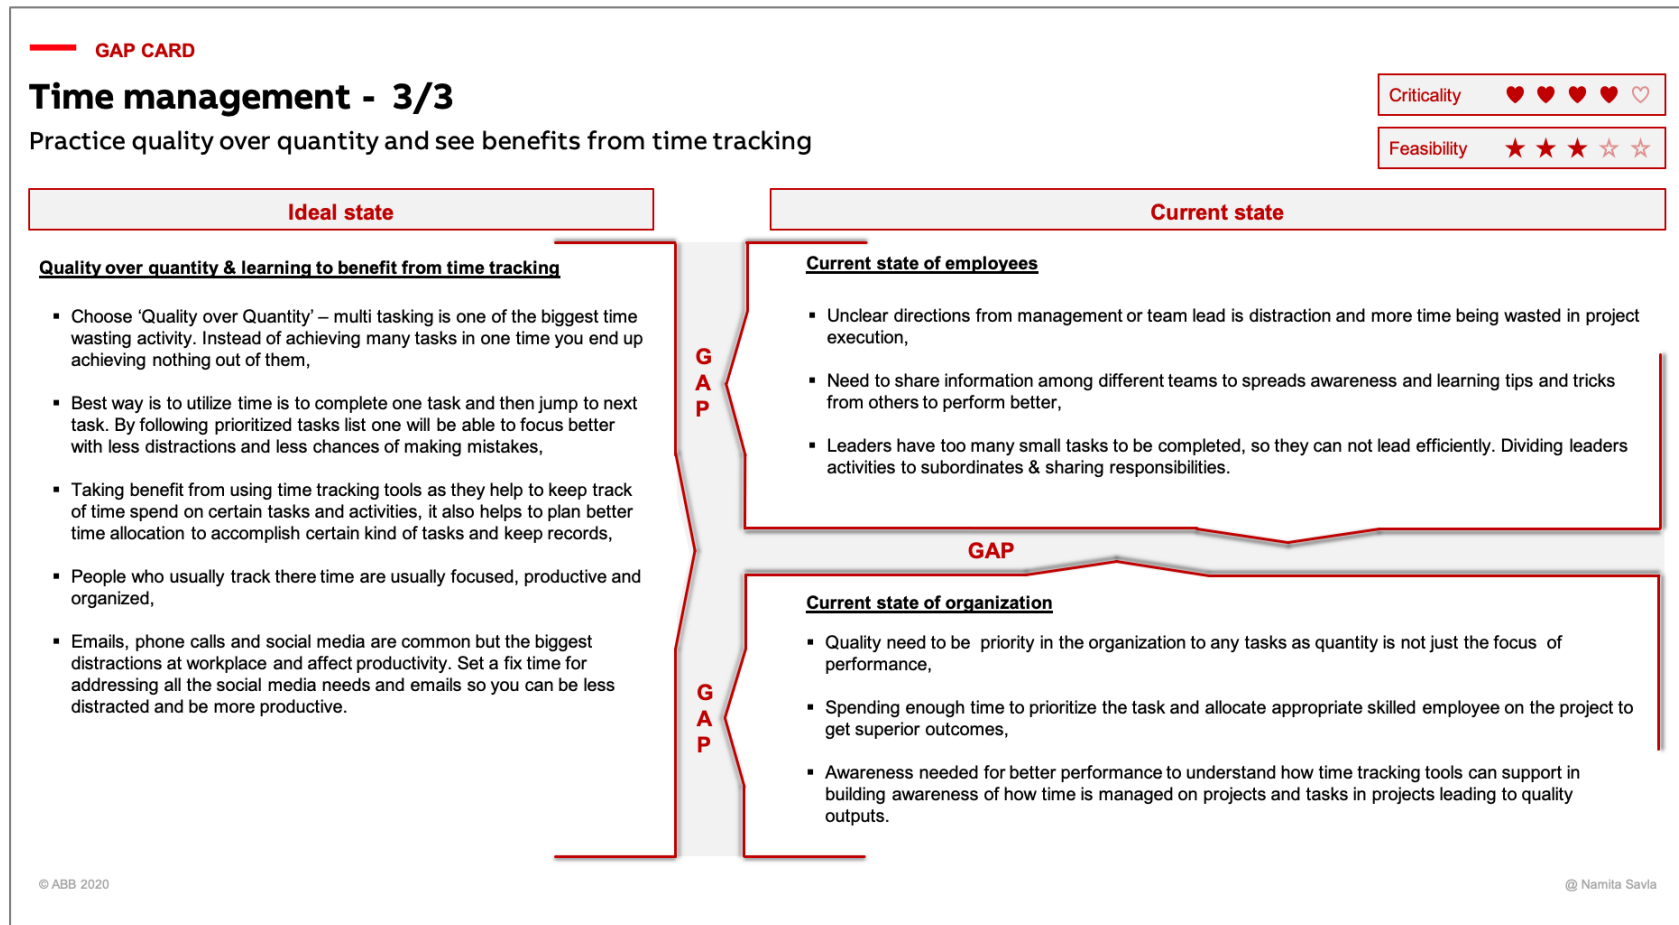 GAP CARD
Time management - 3/3
Practice quality over quantity and see benefits from time tracking
Criticality
Feasibility
Ideal state
Quality over quantity & learning to benefit from time tracking
▪ Choose ‘Quality over Quantity’ – multi tasking is one of the biggest time
wasting activity. Instead of achieving many tasks in one time you end up
achieving nothing out of them,
▪ Best way is to utilize time is to complete one task and then jump to next
task. By following prioritized tasks list one will be able to focus better
with less distractions and less chances of making mistakes,
▪ Taking benefit from using time tracking tools as they help to keep track
of time spend on certain tasks and activities, it also helps to plan better
time allocation to accomplish certain kind of tasks and keep records,
▪ People who usually track there time are usually focused, productive and
organized,
▪ Emails, phone calls and social media are common but the biggest
distractions at workplace and affect productivity. Set a fix time for
addressing all the social media needs and emails so you can be less
distracted and be more productive.
G
A
P
G
A
P
Current state
Current state of employees
▪ Unclear directions from management or team lead is distraction and more time being wasted in project
execution,
▪ Need to share information among different teams to spreads awareness and learning tips and tricks
from others to perform better,
▪ Leaders have too many small tasks to be completed, so they can not lead efficiently. Dividing leaders
activities to subordinates & sharing responsibilities.
GAP
Current state of organization
▪ Quality need to be priority in the organization to any tasks as quantity is not just the focus of
performance,
▪ Spending enough time to prioritize the task and allocate appropriate skilled employee on the project to
get superior outcomes,
▪ Awareness needed for better performance to understand how time tracking tools can support in
building awareness of how time is managed on projects and tasks in projects leading to quality
outputs.
© ABB 2020
@ Namita Savla